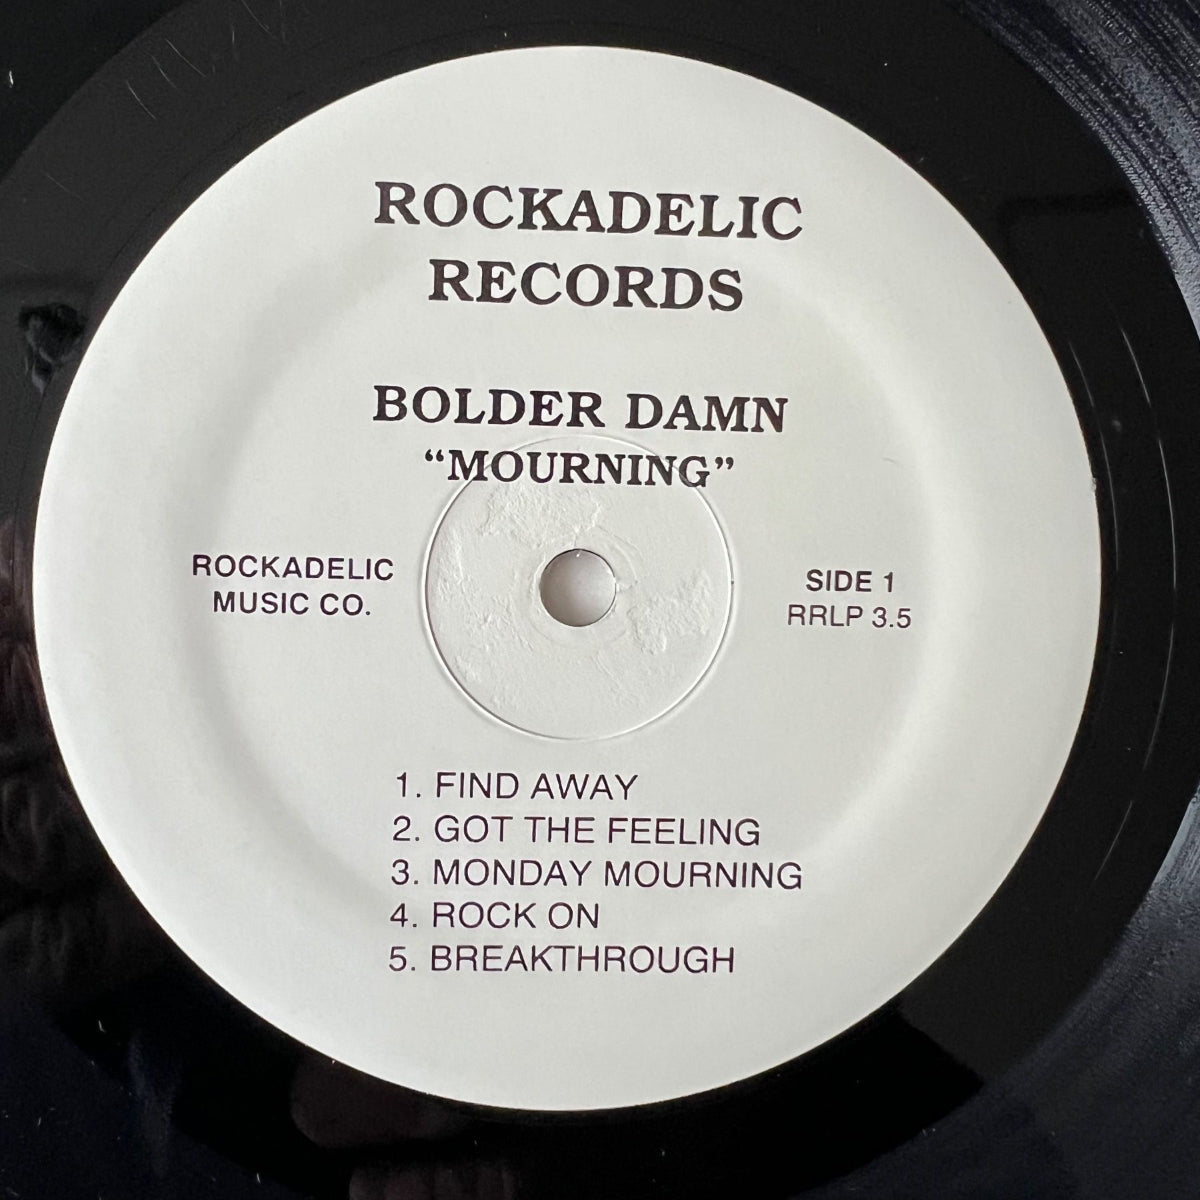 ROCKADELIC
RECORDS
BOLDER DAMN
“MOURNING”
ROCKADELIC
MUSIC CO.
SIDE 1
RRLP 3.5
1. FIND AWAY
2. GOT THE FEELING
3. MONDAY MOURNING
4. ROCK ON
5. BREAKTHROUGH